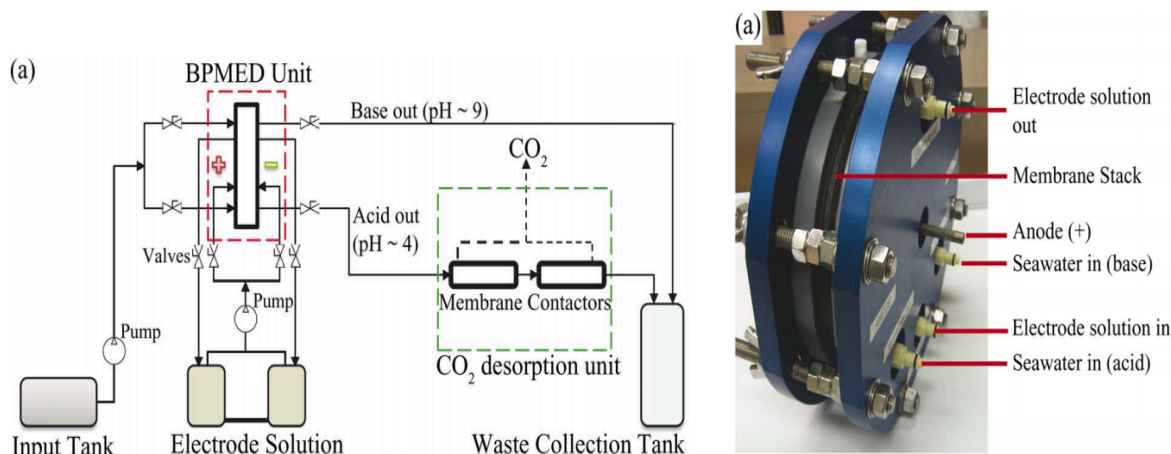 (a)
BPMED Unit
Base out (pH ~ 9)
CO2
+
-
Acid out
(pH ~ 4)
Valves
Pump
Membrane Contactors
Pump
CO2 desorption unit
Input Tank
Electrode Solution
Waste Collection Tank
(a)
Electrode solution
out
Membrane Stack
Anode (+)
Seawater in (base)
Electrode solution in
Seawater in (acid)